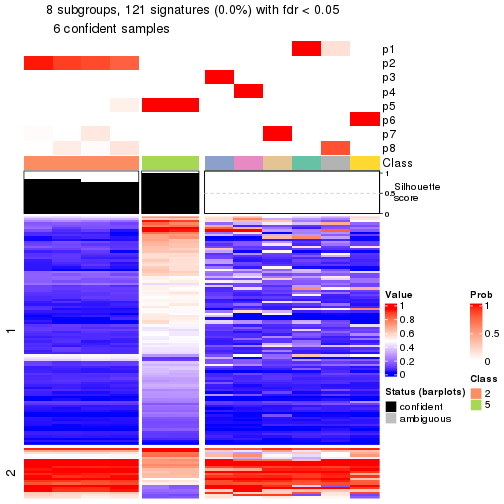 8 subgroups, 121 signatures (0.0%) with fdr < 0.05
6 confident samples
p1
p2
p3
p4
p5
p6
p7
p8
Class
1
0.5
0
Silhouette
score
1
2
Value
1
0.8
0.6
0.4
0.2
0
Prob
1
0.5
0
Status (barplots)
confident
ambiguous
Class
2
5